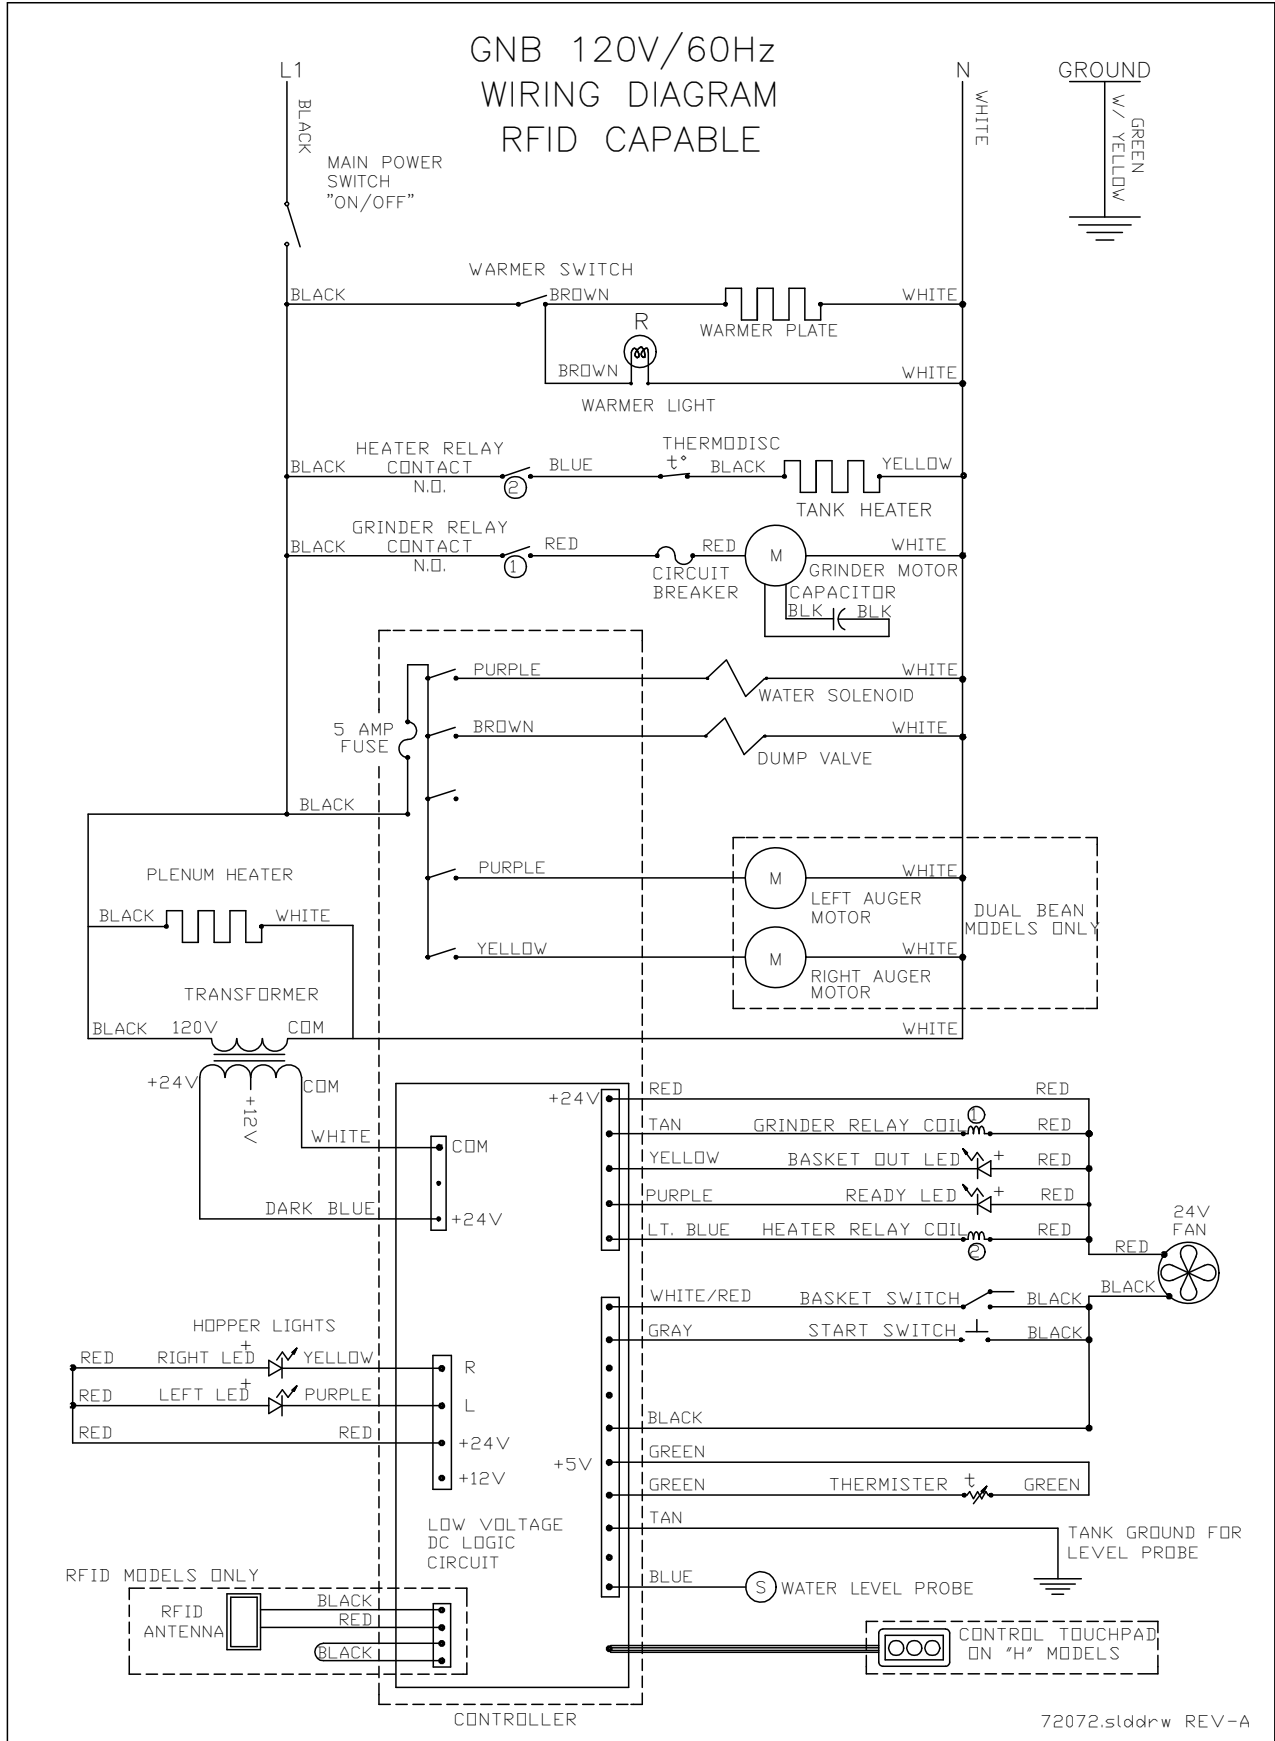 GNB 120V/60Hz
WIRING DIAGRAM
RFID CAPABLE
L1
BLACK
N
WHITE
GROUND
GREEN
W/ YELLOW
MAIN POWER
SWITCH
"ON/OFF"
WARMER SWITCH
BLACK
BROWN
WHITE
WARMER PLATE
R
BROWN
WHITE
WARMER LIGHT
HEATER RELAY
CONTACT
N.O.
BLACK
2
BLUE
THERMODISC
t°
BLACK
YELLOW
TANK HEATER
GRINDER RELAY
CONTACT
N.O.
BLACK
1
RED
CIRCUIT
BREAKER
RED
M
WHITE
GRINDER MOTOR
CAPACITOR
BLK
BLK
PURPLE
WHITE
WATER SOLENOID
5 AMP
FUSE
BROWN
WHITE
DUMP VALVE
BLACK
PLENUM HEATER
BLACK
WHITE
PURPLE
M
WHITE
LEFT AUGER
MOTOR
DUAL BEAN
MODELS ONLY
YELLOW
M
WHITE
RIGHT AUGER
MOTOR
TRANSFORMER
BLACK
120V
COM
WHITE
+24V
+12V
COM
WHITE
COM
DARK BLUE
+24V
+24V
RED
RED
TAN
GRINDER RELAY COIL
1
RED
YELLOW
BASKET OUT LED
+
RED
PURPLE
READY LED
+
RED
LT. BLUE
HEATER RELAY COIL
2
RED
24V
FAN
RED
BLACK
WHITE/RED
BASKET SWITCH
BLACK
GRAY
START SWITCH
BLACK
HOPPER LIGHTS
RED
RIGHT LED
+
YELLOW
R
RED
LEFT LED
+
PURPLE
L
RED
RED
+24V
+12V
BLACK
+5V
GREEN
GREEN
THERMISTER
t
GREEN
TAN
TANK GROUND FOR
LEVEL PROBE
LOW VOLTAGE
DC LOGIC
CIRCUIT
BLUE
S
WATER LEVEL PROBE
RFID MODELS ONLY
RFID
ANTENNA
BLACK
RED
BLACK
CONTROL TOUCHPAD
ON "H" MODELS
CONTROLLER
72072.slddrw REV-A